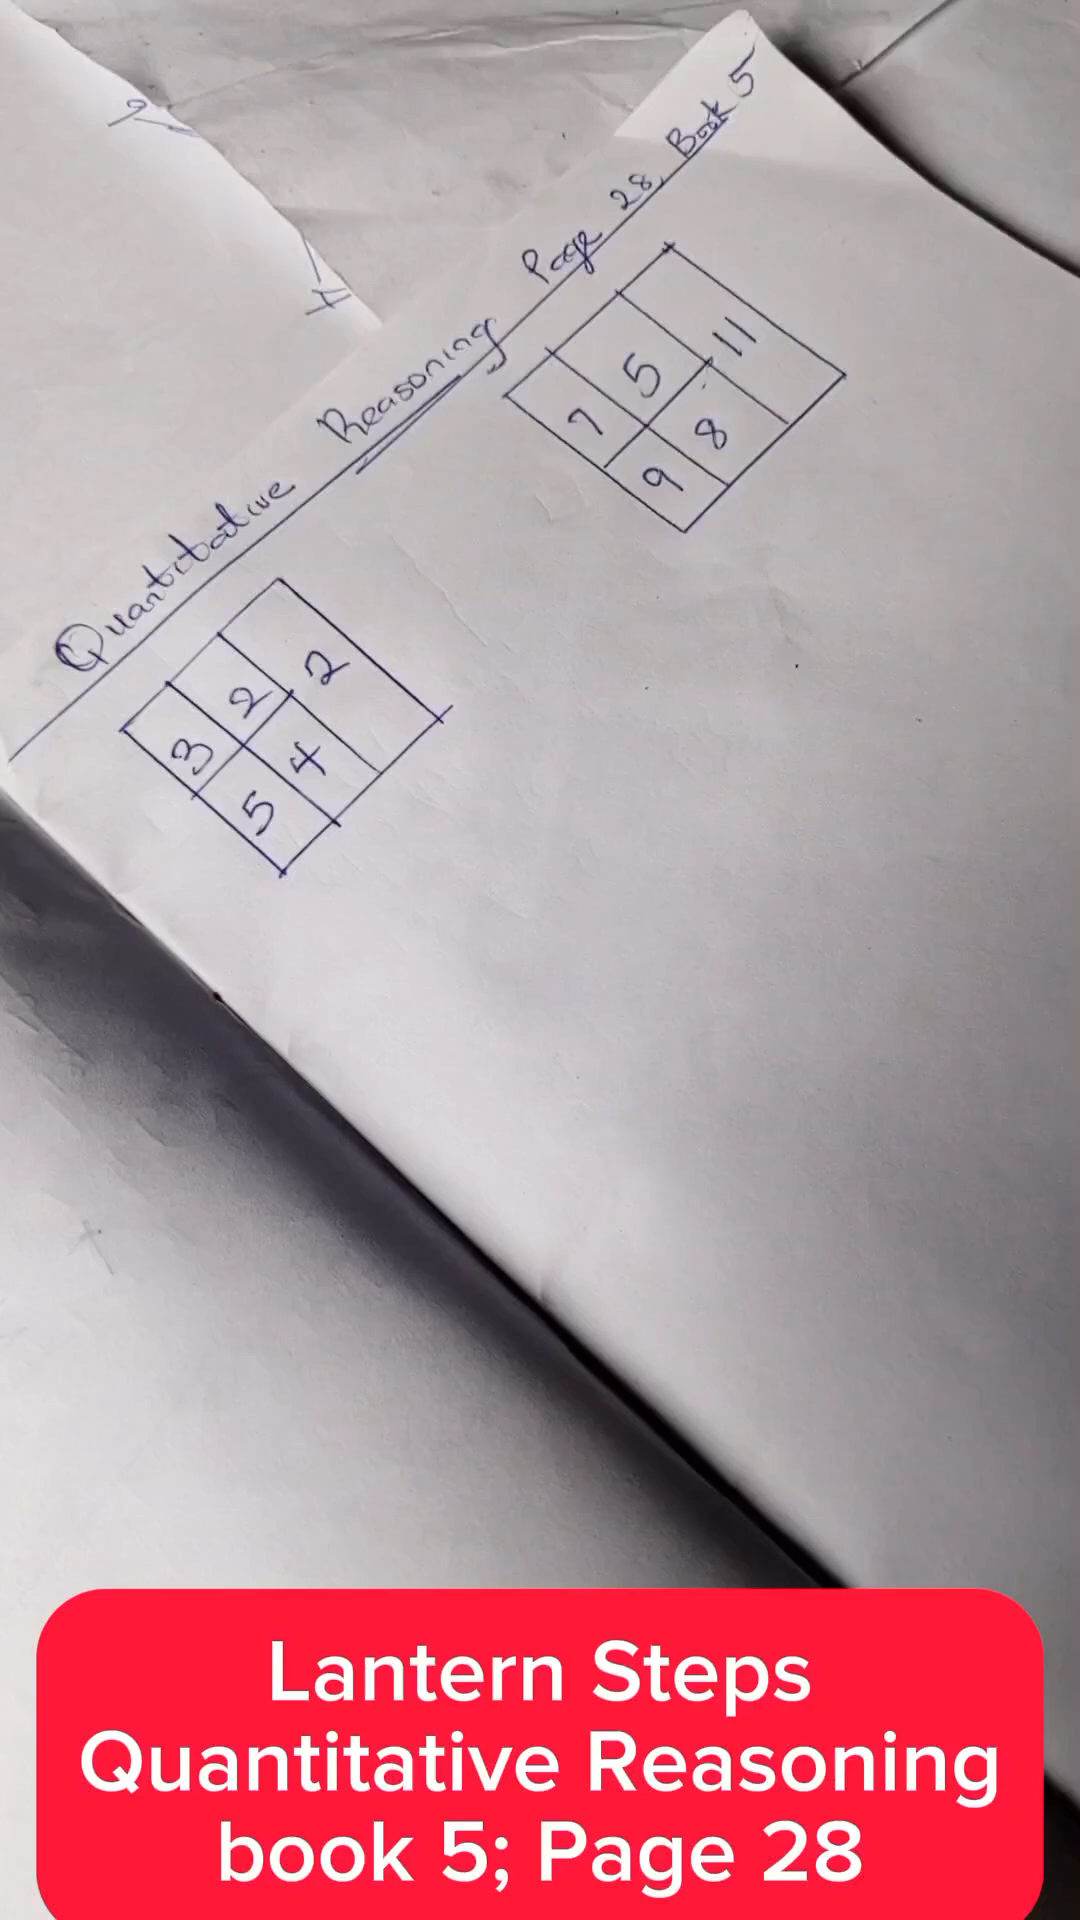 Quantitative Reasoning Page 28, Book 5
3 2 2
5 4
7 5 11
9 8
Lantern Steps
Quantitative Reasoning
book 5; Page 28